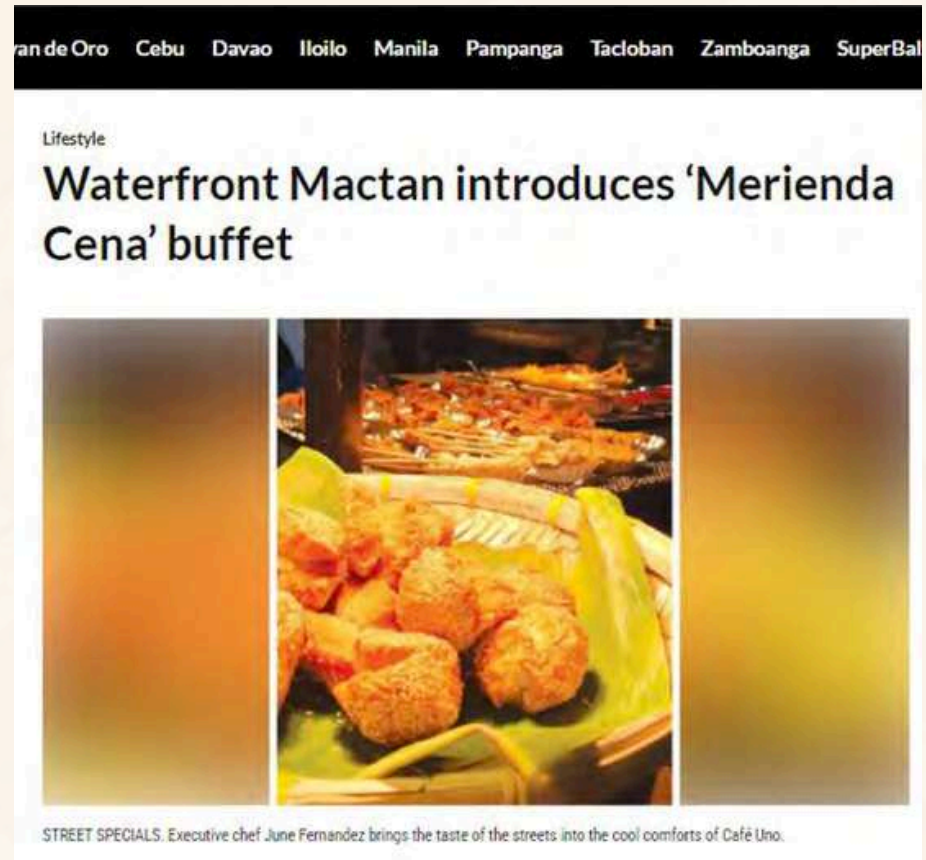 van de Oro Cebu Davao Iloilo Manila Pampanga Tacloban Zamboanga SuperBal
Lifestyle
Waterfront Mactan introduces ‘Merienda
Cena’ buffet
STREET SPECIALS. Executive chef June Fernandez brings the taste of the streets into the cool comforts of Café Uno.